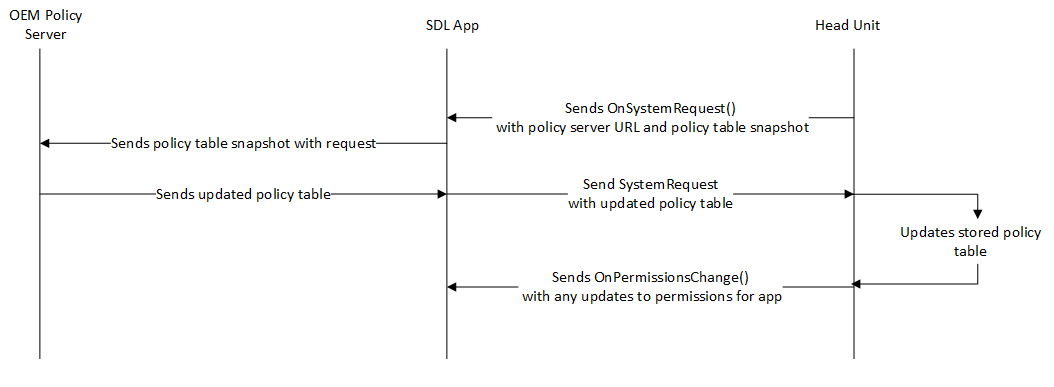 OEM Policy
Server
SDL App
Head Unit
Sends OnSystemRequest()
with policy server URL and policy table snapshot
Sends policy table snapshot with request
Sends updated policy table
Send SystemRequest
with updated policy table
Updates stored policy
table
Sends OnPermissionsChange()
with any updates to permissions for app